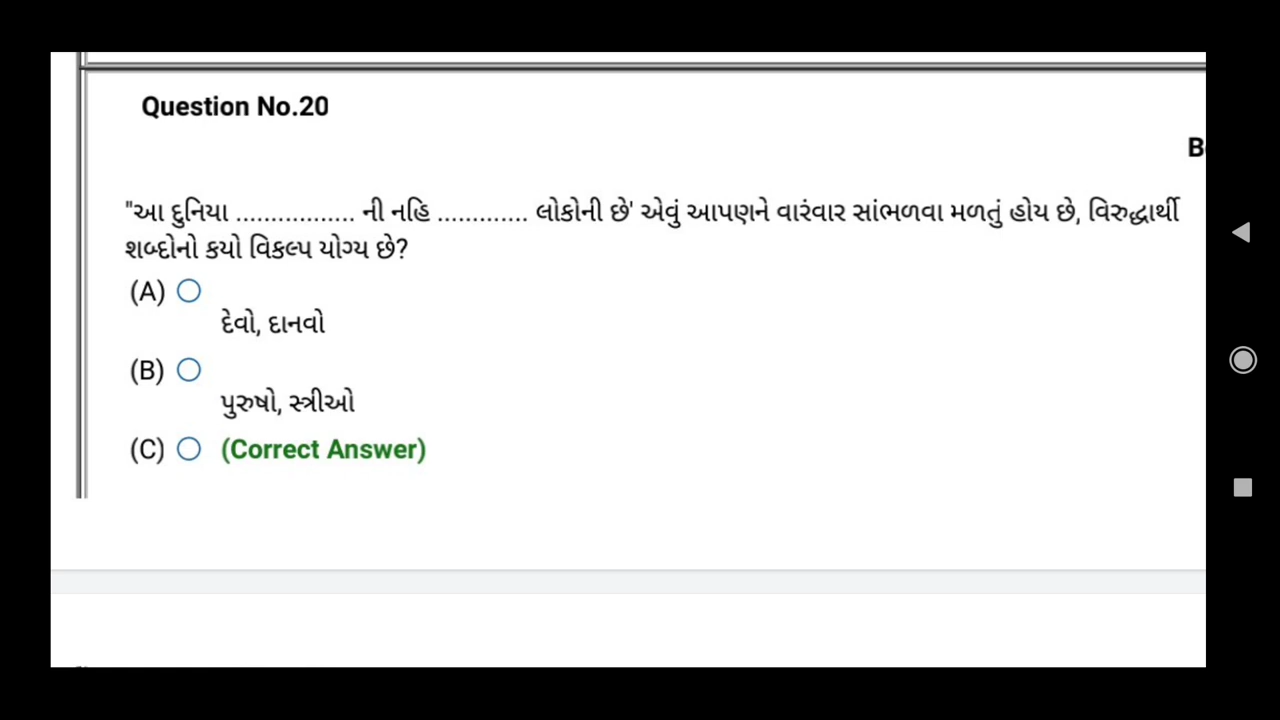 Question No.20
"આ દુનિયા ................. ની નહિ ............. લોકોની છે' એવું આપણને વારંવાર સાંભળવા મળતું હોય છે, વિરુદ્ધાર્થી
શબ્દોનો કયો વિકલ્પ યોગ્ય છે?
(A)
દેવો, દાનવો
(B)
પુરુષો, સ્ત્રીઓ
(C) (Correct Answer)